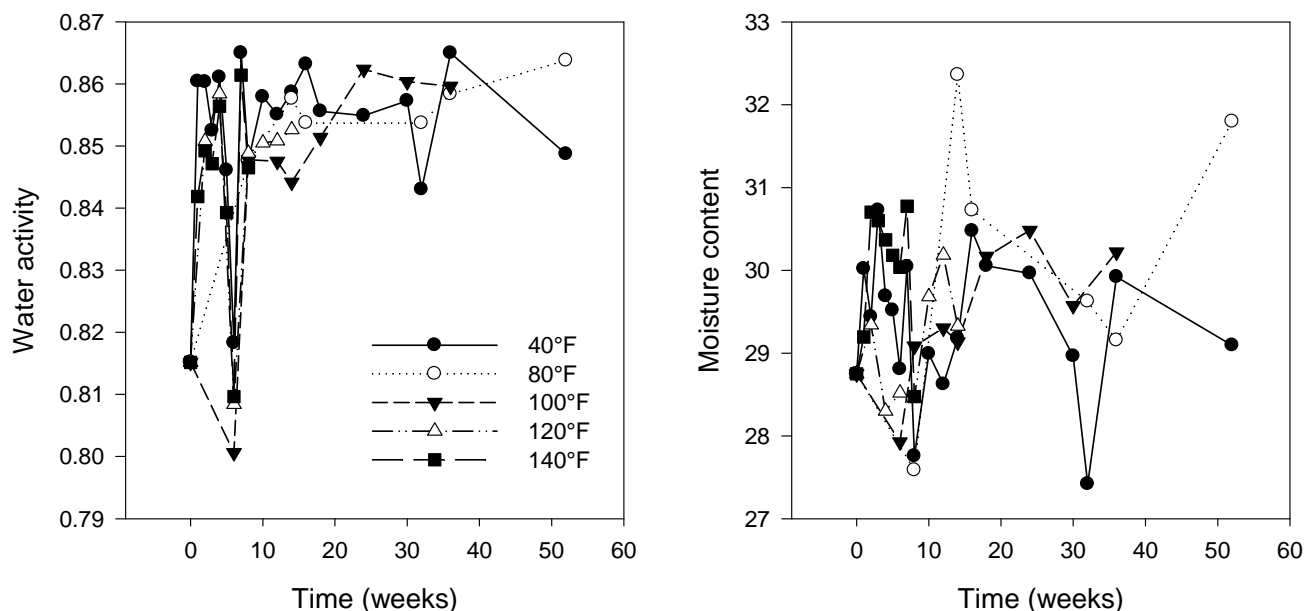 Water activity
0.87
0.86
0.85
0.84
0.83
0.82
0.81
0.80
0.79
0 10 20 30 40 50 60
Time (weeks)
40°F
80°F
100°F
120°F
140°F
Moisture content
33
32
31
30
29
28
27
0 10 20 30 40 50 60
Time (weeks)